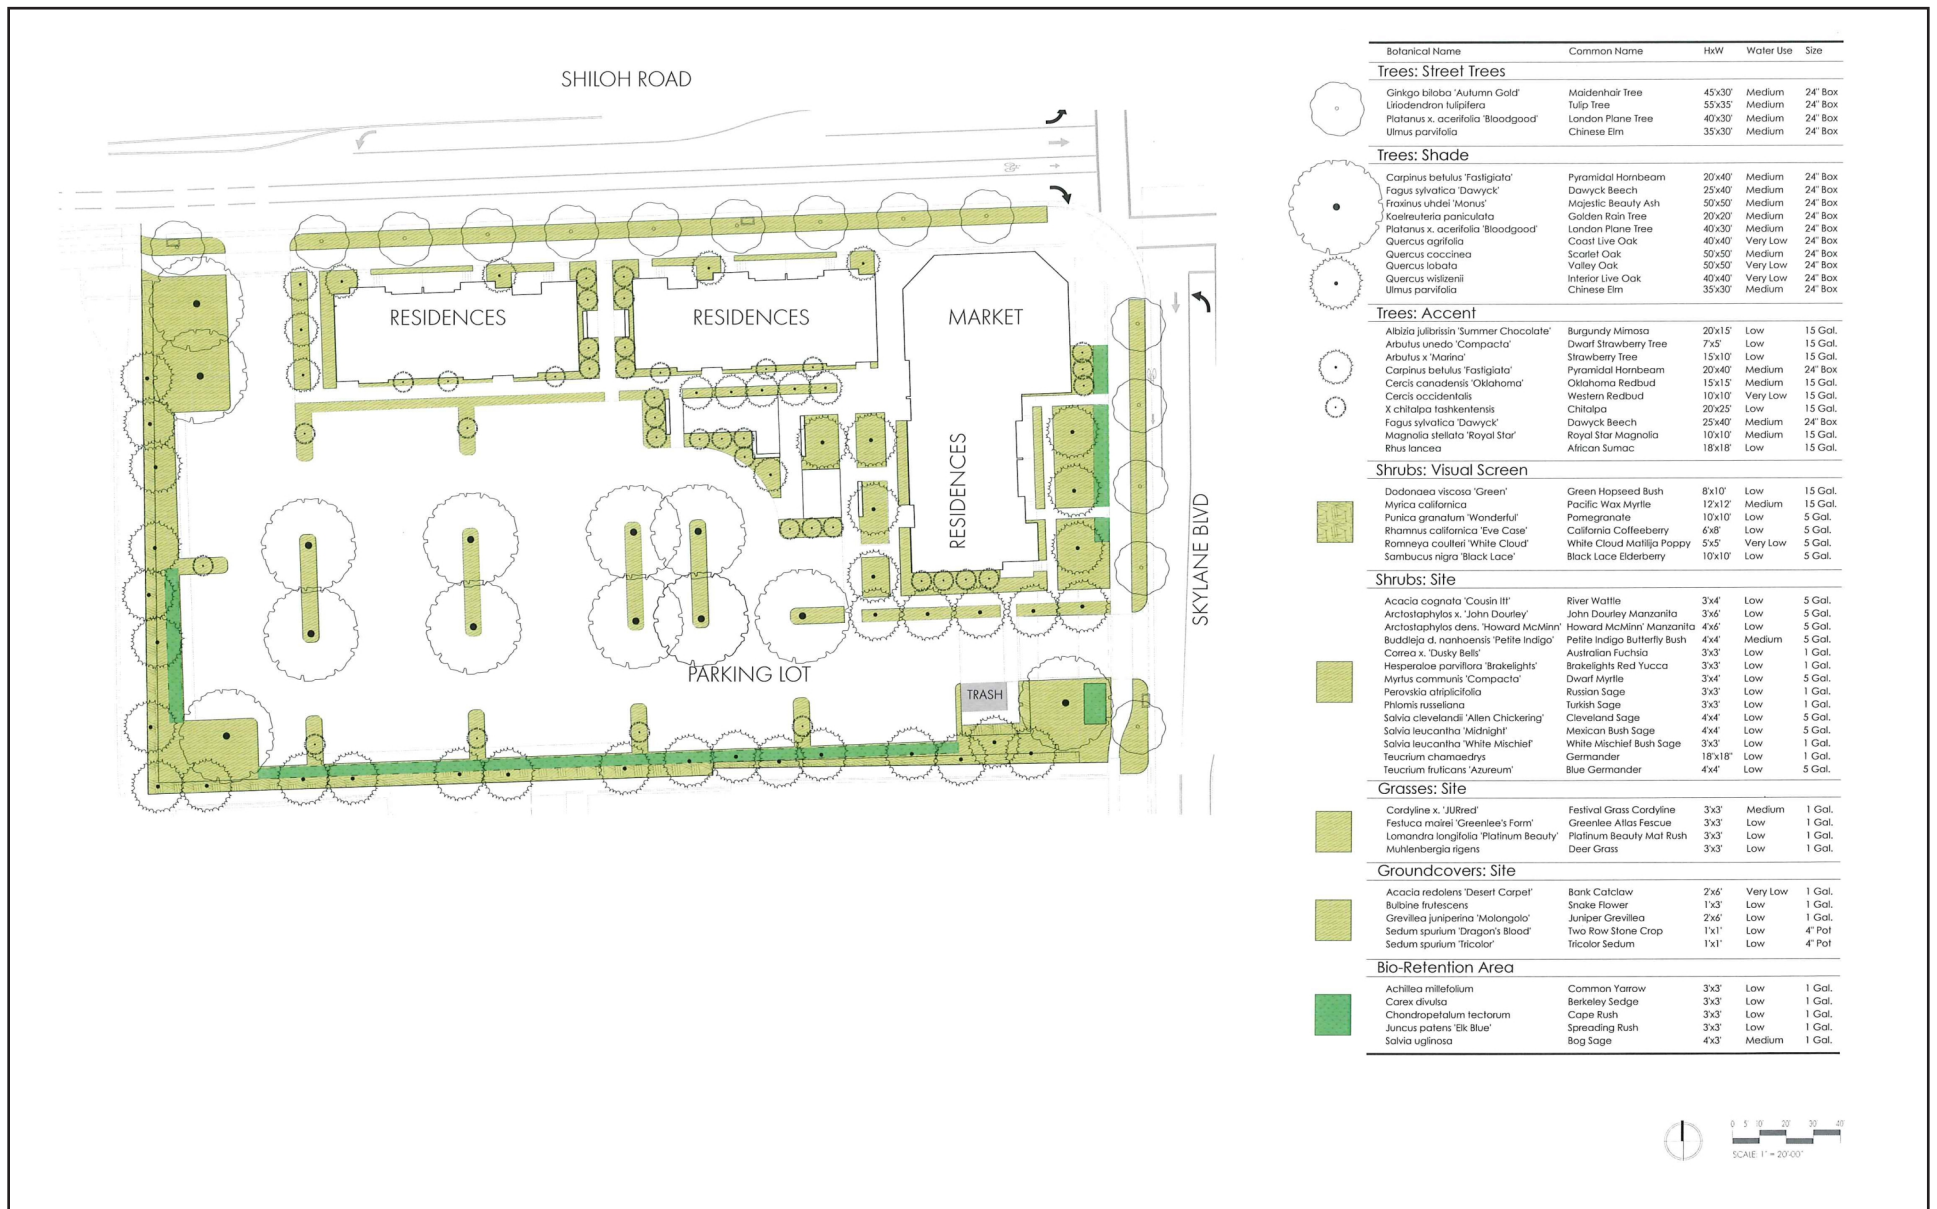 SHILOH ROAD
RESIDENCES
RESIDENCES
MARKET
RESIDENCES
SKYLANE BLVD
PARKING LOT
TRASH
Botanical Name Common Name HxW Water Use Size
Trees: Street Trees
Ginkgo biloba 'Autumn Gold' Maidenhair Tree 45'x30' Medium 24" Box
Liriodendron tulipifera Tulip Tree 55'x35' Medium 24" Box
Platanus x. acerifolia 'Bloodgood' London Plane Tree 40'x30' Medium 24" Box
Ulmus parvifolia Chinese Elm 35'x30' Medium 24" Box
Trees: Shade
Carpinus betulus 'Fastigiata' Pyramidal Hornbeam 20'x40' Medium 24" Box
Fagus sylvatica 'Dawyck' Dawyck Beech 25'x40' Medium 24" Box
Fraxinus uhdei 'Monus' Majestic Beauty Ash 50'x50' Medium 24" Box
Koelreuteria paniculata Golden Rain Tree 20'x20' Medium 24" Box
Platanus x. acerifolia 'Bloodgood' London Plane Tree 40'x30' Medium 24" Box
Quercus agrifolia Coast Live Oak 40'x40' Very Low 24" Box
Quercus coccinea Scarlet Oak 50'x50' Medium 24" Box
Quercus lobata Valley Oak 50'x50' Very Low 24" Box
Quercus wislizenii Interior Live Oak 40'x40' Very Low 24" Box
Ulmus parvifolia Chinese Elm 35'x30' Medium 24" Box
Trees: Accent
Albizia julibrissin 'Summer Chocolate' Burgundy Mimosa 20'x15' Low 15 Gal.
Arbutus unedo 'Compacta' Dwarf Strawberry Tree 7'x5' Low 15 Gal.
Arbutus x 'Marina' Strawberry Tree 15'x10' Low 15 Gal.
Carpinus betulus 'Fastigiata' Pyramidal Hornbeam 20'x40' Medium 24" Box
Cercis canadensis 'Oklahoma' Oklahoma Redbud 15'x15' Medium 15 Gal.
Cercis occidentalis Western Redbud 10'x10' Very Low 15 Gal.
X chitalpa tashkentensis Chitalpa 20'x25' Low 15 Gal.
Fagus sylvatica 'Dawyck' Dawyck Beech 25'x40' Medium 24" Box
Magnolia stellata 'Royal Star' Royal Star Magnolia 10'x10' Medium 15 Gal.
Rhus lancea African Sumac 18'x18' Low 15 Gal.
Shrubs: Visual Screen
Dodonaea viscosa 'Green' Green Hopseed Bush 8'x10' Low 15 Gal.
Myrica californica Pacific Wax Myrtle 12'x12' Medium 15 Gal.
Punica granatum 'Wonderful' Pomegranate 10'x10' Low 5 Gal.
Rhamnus californica 'Eve Case' California Coffeeberry 6'x8' Low 5 Gal.
Romneya coulteri 'White Cloud' White Cloud Matilija Poppy 5'x5' Very Low 5 Gal.
Sambucus nigra 'Black Lace' Black Lace Elderberry 10'x10' Low 5 Gal.
Shrubs: Site
Acacia cognata 'Cousin Itt' River Wattle 3'x4' Low 5 Gal.
Arctostaphylos x. 'John Dourley' John Dourley Manzanita 3'x6' Low 5 Gal.
Arctostaphylos dens. 'Howard McMinn' Howard McMinn' Manzanita 4'x6' Low 5 Gal.
Buddleja d. nanhoensis 'Petite Indigo' Petite Indigo Butterfly Bush 4'x4' Medium 5 Gal.
Correa x. 'Dusky Bells' Australian Fuchsia 3'x3' Low 1 Gal.
Hesperaloe parviflora 'Brakelights' Brakelights Red Yucca 3'x3' Low 1 Gal.
Myrtus communis 'Compacta' Dwarf Myrtle 3'x4' Low 5 Gal.
Perovskia atriplicifolia Russian Sage 3'x3' Low 1 Gal.
Phlomis russeliana Turkish Sage 3'x3' Low 1 Gal.
Salvia clevelandii 'Allen Chickering' Cleveland Sage 4'x4' Low 5 Gal.
Salvia leucantha 'Midnight' Mexican Bush Sage 4'x4' Low 5 Gal.
Salvia leucantha 'White Mischief' White Mischief Bush Sage 3'x3' Low 1 Gal.
Teucrium chamaedrys Germander 18"x18" Low 1 Gal.
Teucrium fruticans 'Azureum' Blue Germander 4'x4' Low 5 Gal.
Grasses: Site
Cordyline x. 'JURred' Festival Grass Cordyline 3'x3' Medium 1 Gal.
Festuca mairei 'Greenlee's Form' Greenlee Atlas Fescue 3'x3' Low 1 Gal.
Lomandra longifolia 'Platinum Beauty' Platinum Beauty Mat Rush 3'x3' Low 1 Gal.
Muhlenbergia rigens Deer Grass 3'x3' Low 1 Gal.
Groundcovers: Site
Acacia redolens 'Desert Carpet' Bank Catclaw 2'x6' Very Low 1 Gal.
Bulbine frutescens Snake Flower 1'x3' Low 1 Gal.
Grevillea juniperina 'Molongolo' Juniper Grevillea 2'x6' Low 1 Gal.
Sedum spurium 'Dragon's Blood' Two Row Stone Crop 1'x1' Low 4" Pot
Sedum spurium 'Tricolor' Tricolor Sedum 1'x1' Low 4" Pot
Bio-Retention Area
Achillea millefolium Common Yarrow 3'x3' Low 1 Gal.
Carex divulsa Berkeley Sedge 3'x3' Low 1 Gal.
Chondropetalum tectorum Cape Rush 3'x3' Low 1 Gal.
Juncus patens 'Elk Blue' Spreading Rush 3'x3' Low 1 Gal.
Salvia uglinosa Bog Sage 4'x3' Medium 1 Gal.
0 5' 10' 20' 30' 40'
SCALE: 1" = 20'-00"